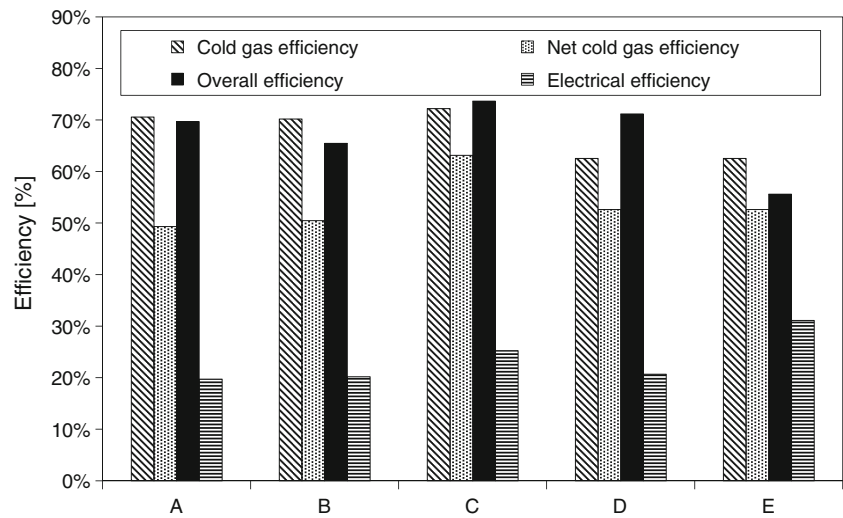 90%
Cold gas efficiency Net cold gas efficiency
Overall efficiency Electrical efficiency
80%
70%
60%
50%
40%
30%
20%
10%
0%
Efficiency [%]
A B C D E